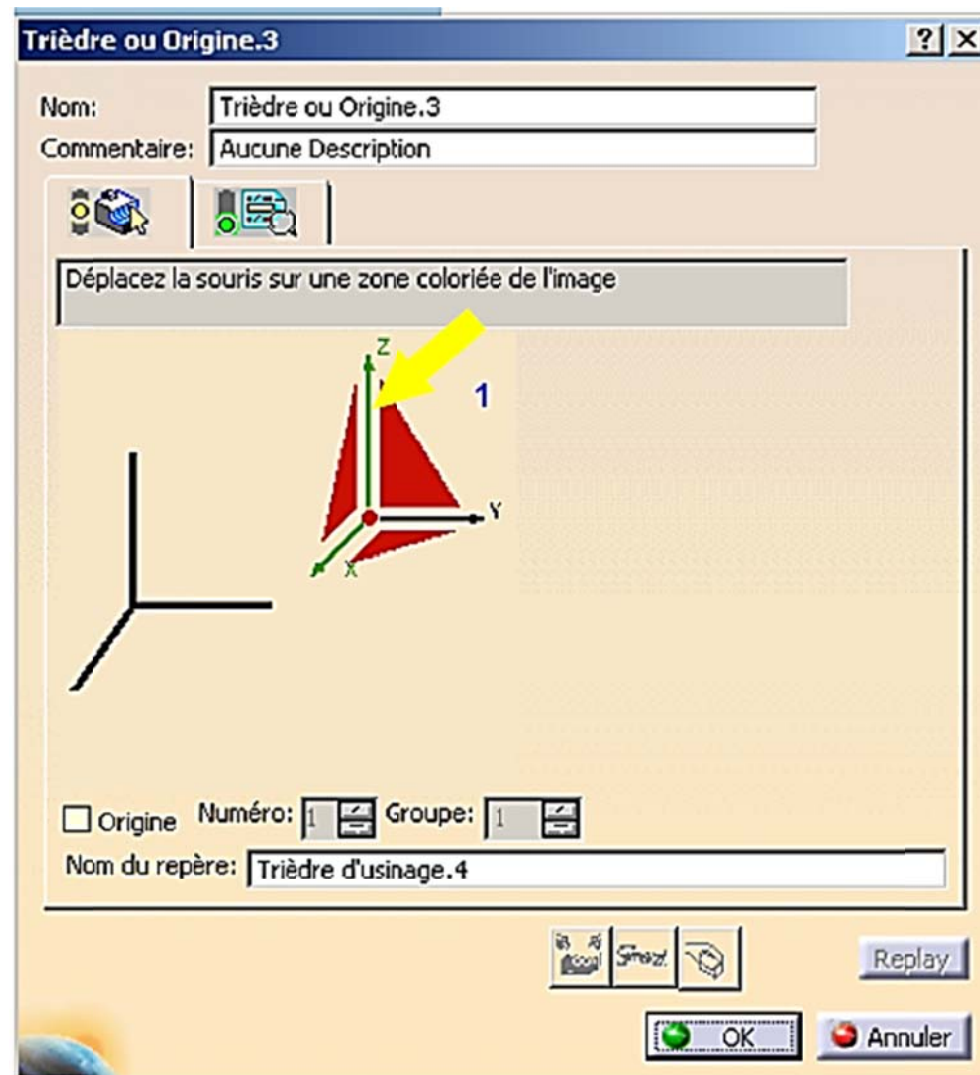 Trièdre ou Origine.3
Nom: Trièdre ou Origine.3
Commentaire: Aucune Description
Déplacez la souris sur une zone coloriée de l'image
Z
1
Y
X
Origine Numéro: 1 Groupe: 1
Nom du repère: Trièdre d'usinage.4
Replay
OK Annuler